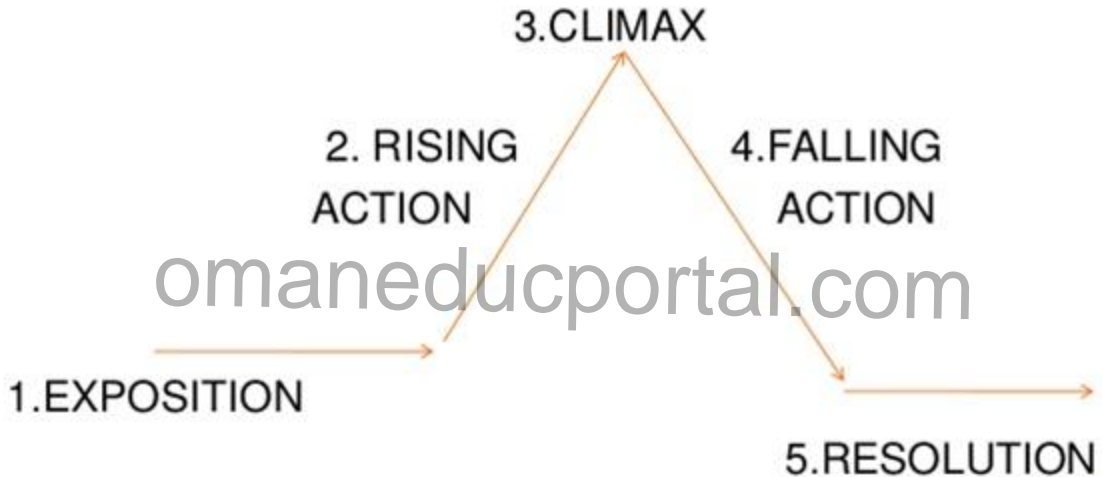 3.CLIMAX
2. RISING
ACTION
4.FALLING
ACTION
omaneducportal.com
1.EXPOSITION
5.RESOLUTION